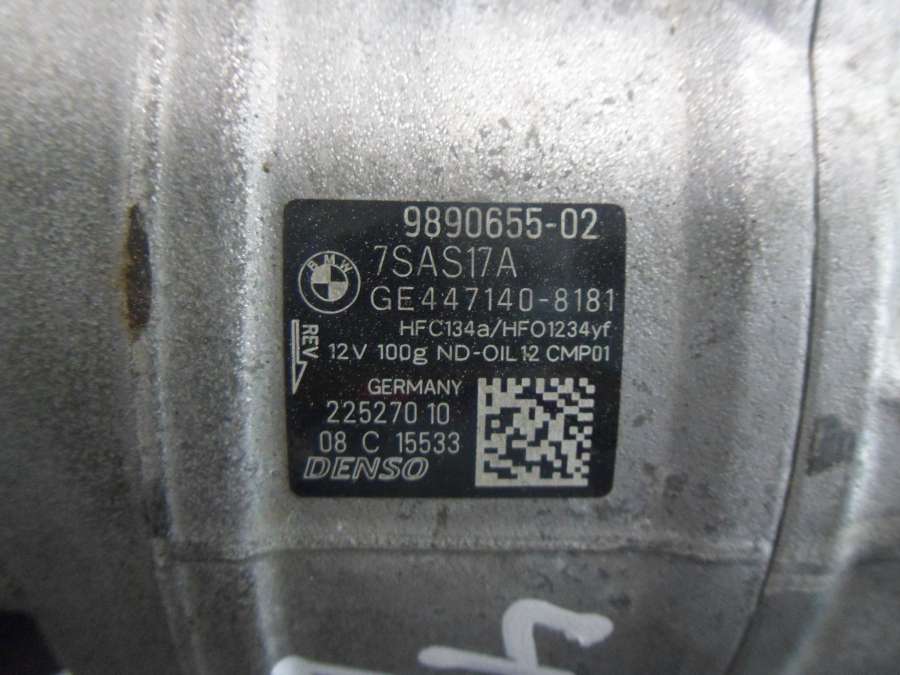 9890655-02
BMW
7SAS17A
GE447140-8181
HFC134a/HFO1234yf
REV
12V 100g ND-OIL12 CMP01
GERMANY
22527010
08 C 15533
DENSO
4